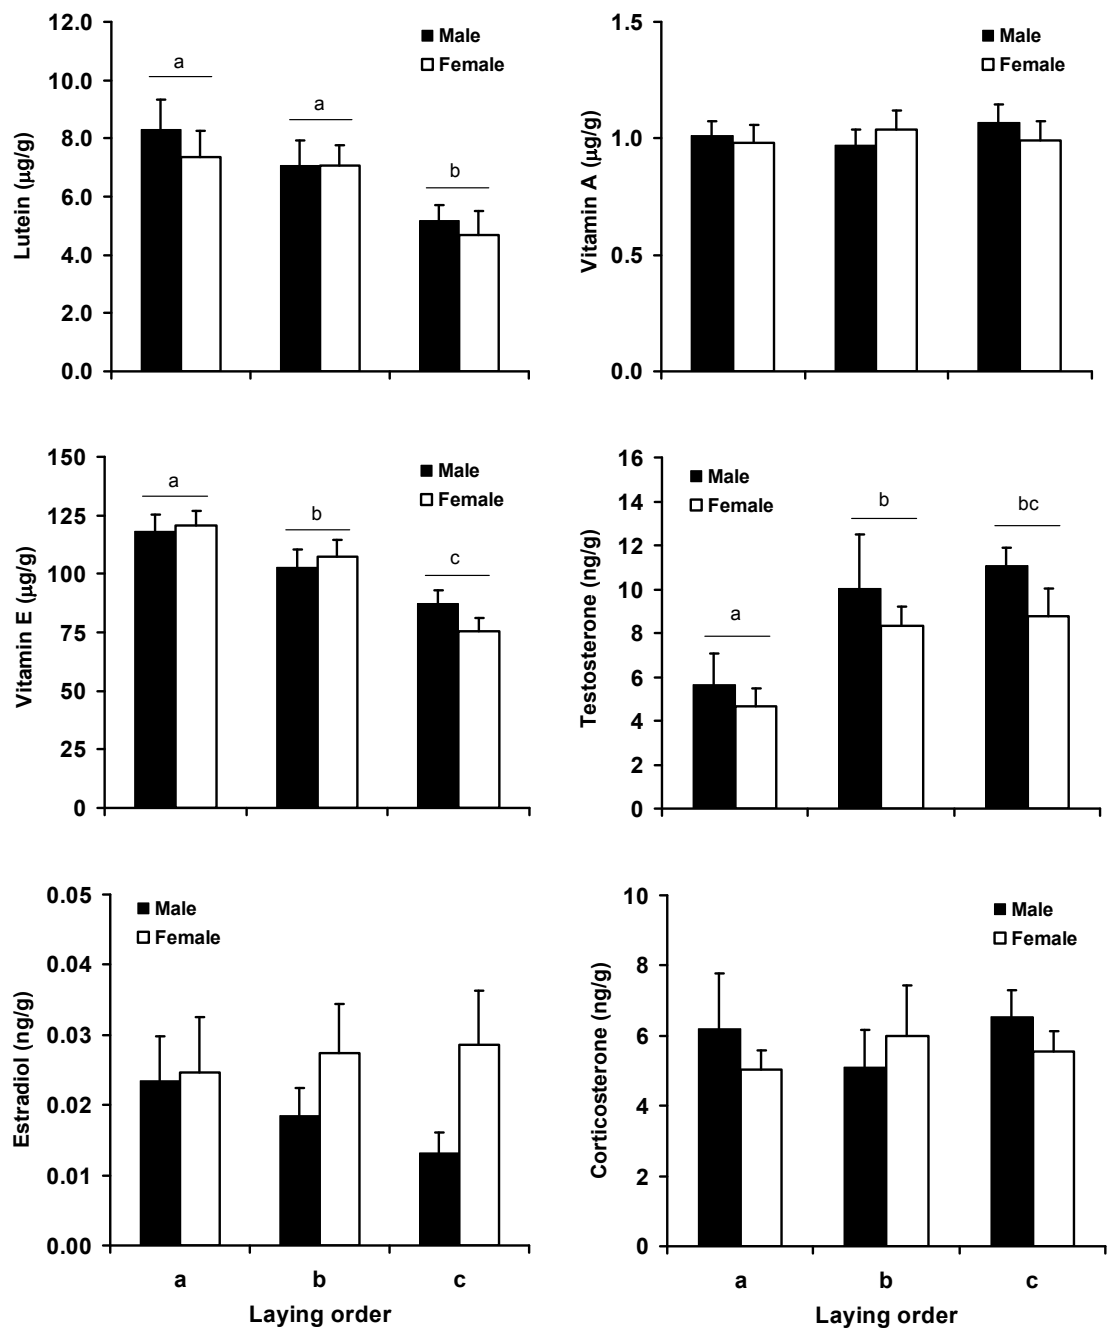 Lutein (µg/g)
12.0
10.0
8.0
6.0
4.0
2.0
0.0
Male
Female
a
a
b
Vitamin A (µg/g)
1.5
1.0
0.5
0.0
Male
Female
Vitamin E (µg/g)
150
125
100
75
50
25
0
Male
Female
a
b
c
Testosterone (ng/g)
16
14
12
10
8
6
4
2
0
Male
Female
a
b
bc
Estradiol (ng/g)
0.05
0.04
0.03
0.02
0.01
0.00
Male
Female
a
b
c
Laying order
Corticosterone (ng/g)
10
8
6
4
2
0
Male
Female
a
b
c
Laying order